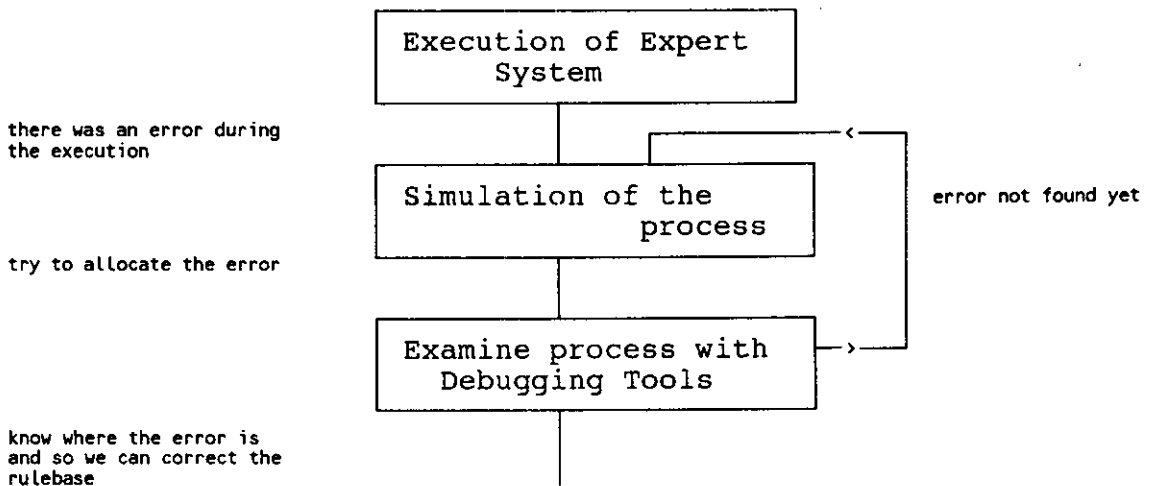 Execution of Expert
System
there was an error during
the execution
<
Simulation of the
process
error not found yet
try to allocate the error
Examine process with
Debugging Tools
>
know where the error is
and so we can correct the
rulebase